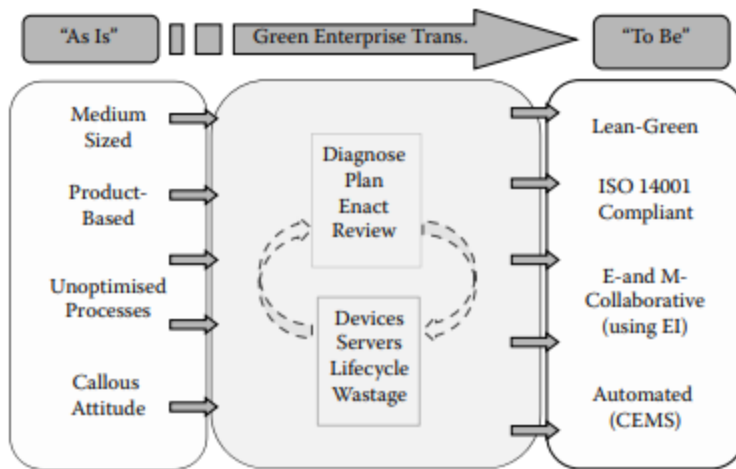 “As Is”
Green Enterprise Trans.
“To Be”
Medium
Sized
Product-
Based
Unoptimised
Processes
Callous
Attitude
Diagnose
Plan
Enact
Review
Devices
Servers
Lifecycle
Wastage
Lean-Green
ISO 14001
Compliant
E-and M-
Collaborative
(using EI)
Automated
(CEMS)